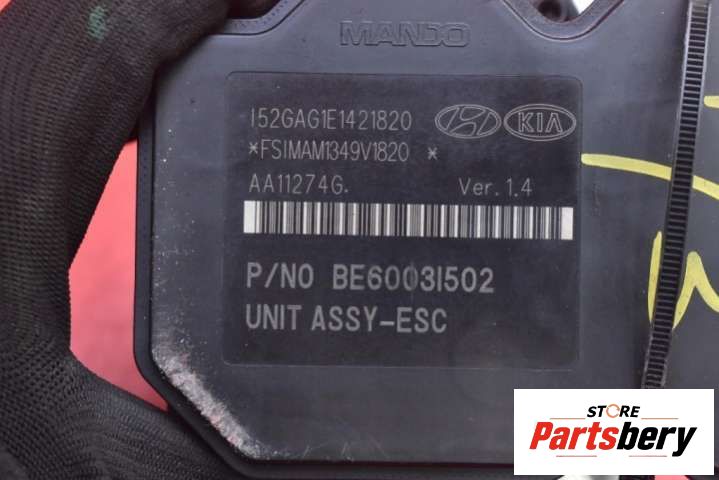 MANDO
I52GAG1E1421820
KIA
*FSIMAM1349V1820 *
AA11274G. Ver. 1.4
P/NO BE6003I502
UNIT ASSY-ESC
STORE
Partsbery